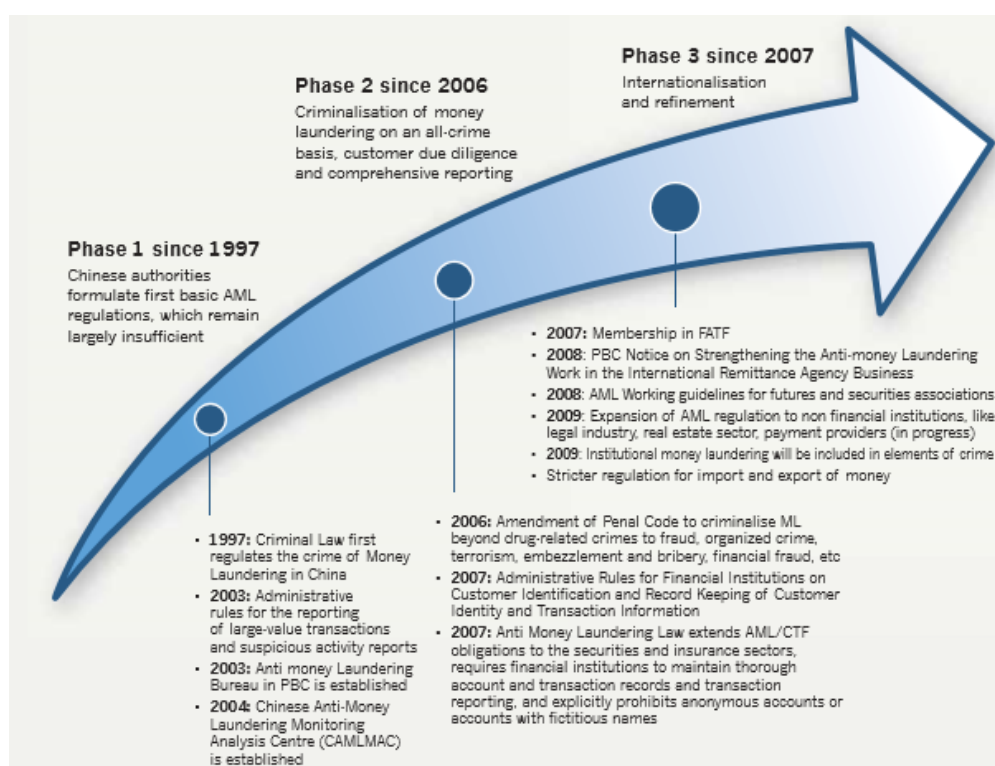 Phase 1 since 1997
Chinese authorities
formulate first basic AML
regulations, which remain
largely insufficient
Phase 2 since 2006
Criminalisation of money
laundering on an all-crime
basis, customer due diligence
and comprehensive reporting
Phase 3 since 2007
Internationalisation
and refinement
• 1997: Criminal Law first
regulates the crime of Money
Laundering in China
• 2003: Administrative
rules for the reporting
of large-value transactions
and suspicious activity reports
• 2003: Anti money Laundering
Bureau in PBC is established
• 2004: Chinese Anti-Money
Laundering Monitoring
Analysis Centre (CAMLMAC)
is established
• 2006: Amendment of Penal Code to criminalise ML
beyond drug-related crimes to fraud, organized crime,
terrorism, embezzlement and bribery, financial fraud, etc
• 2007: Administrative Rules for Financial Institutions on
Customer Identification and Record Keeping of Customer
Identity and Transaction Information
• 2007: Anti Money Laundering Law extends AML/CTF
obligations to the securities and insurance sectors,
requires financial institutions to maintain thorough
account and transaction records and transaction
reporting, and explicitly prohibits anonymous accounts or
accounts with fictitious names
• 2007: Membership in FATF
• 2008: PBC Notice on Strengthening the Anti-money Laundering
Work in the International Remittance Agency Business
• 2008: AML Working guidelines for futures and securities associations
• 2009: Expansion of AML regulation to non financial institutions, like
legal industry, real estate sector, payment providers (in progress)
• 2009: Institutional money laundering will be included in elements of crime
• Stricter regulation for import and export of money